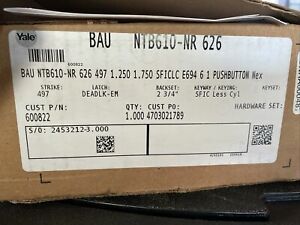 Yale
BAU NTB610-NR 626
600822
BAU NTB610-NR 626 497 1.250 1.750 SFICLC E694 6 1 PUSHBUTTON Nex
STRIKE: LATCH: BACKSET: KEYWAY / KEYING: KEYSET:
497 DEADLK-EM 2 3/4" SFIC Less Cyl
CUST P/N: QTY: CUST PO: HARDWARE SET:
600822 1.000 4703021789
S/O: 2453212-3.000